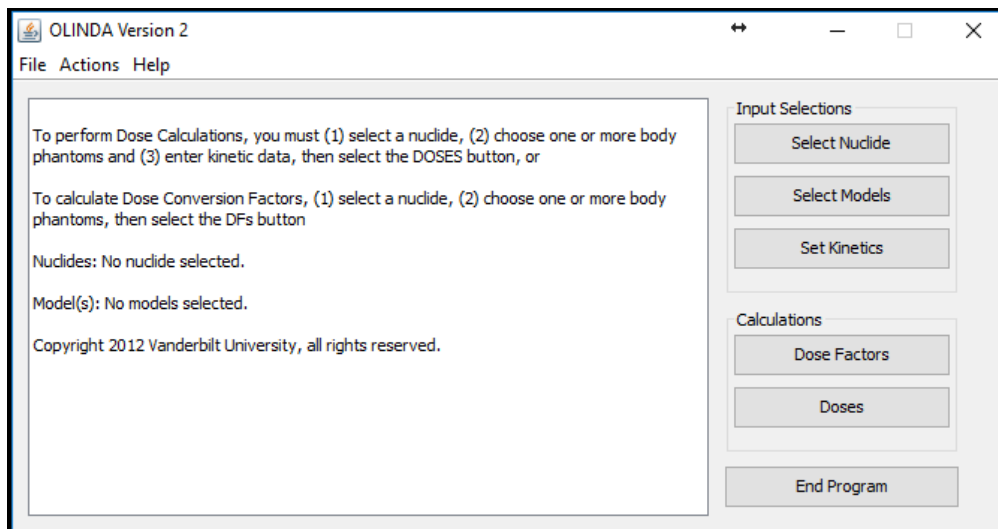 OLINDA Version 2
File Actions Help
To perform Dose Calculations, you must (1) select a nuclide, (2) choose one or more body
phantoms and (3) enter kinetic data, then select the DOSES button, or
To calculate Dose Conversion Factors, (1) select a nuclide, (2) choose one or more body
phantoms, then select the DFs button
Nuclides: No nuclide selected.
Model(s): No models selected.
Copyright 2012 Vanderbilt University, all rights reserved.
Input Selections
Select Nuclide
Select Models
Set Kinetics
Calculations
Dose Factors
Doses
End Program